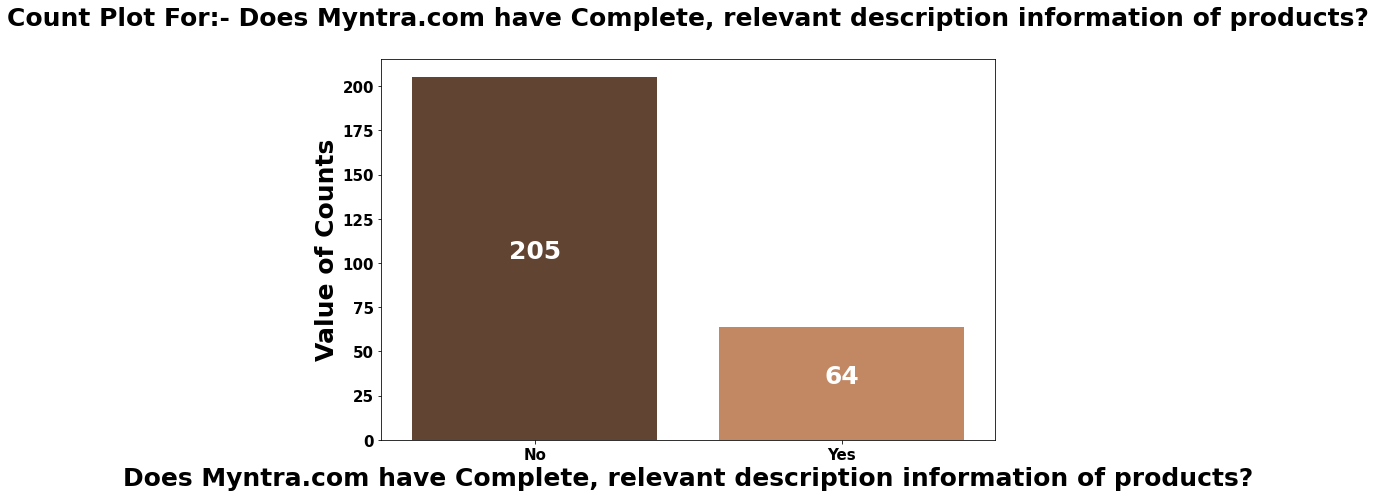 Count Plot For:- Does Myntra.com have Complete, relevant description information of products?
Value of Counts
200
175
150
125
100
75
50
25
0
205
64
No
Yes
Does Myntra.com have Complete, relevant description information of products?